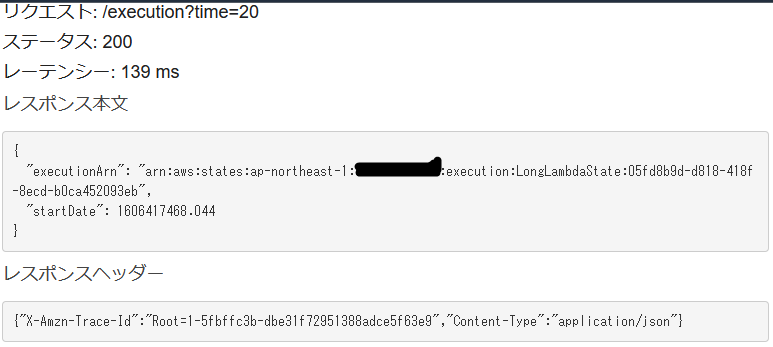 リクエスト: /execution?time=20
ステータス: 200
レーテンシー: 139 ms
レスポンス本文
{
  "executionArn": "arn:aws:states:ap-northeast-1: :execution:LongLambdaState:05fd8b9d-d818-418f
-8ecd-b0ca452093eb",
  "startDate": 1606417468.044
}
レスポンスヘッダー
{"X-Amzn-Trace-Id":"Root=1-5fbffc3b-dbe31f72951388adce5f63e9","Content-Type":"application/json"}